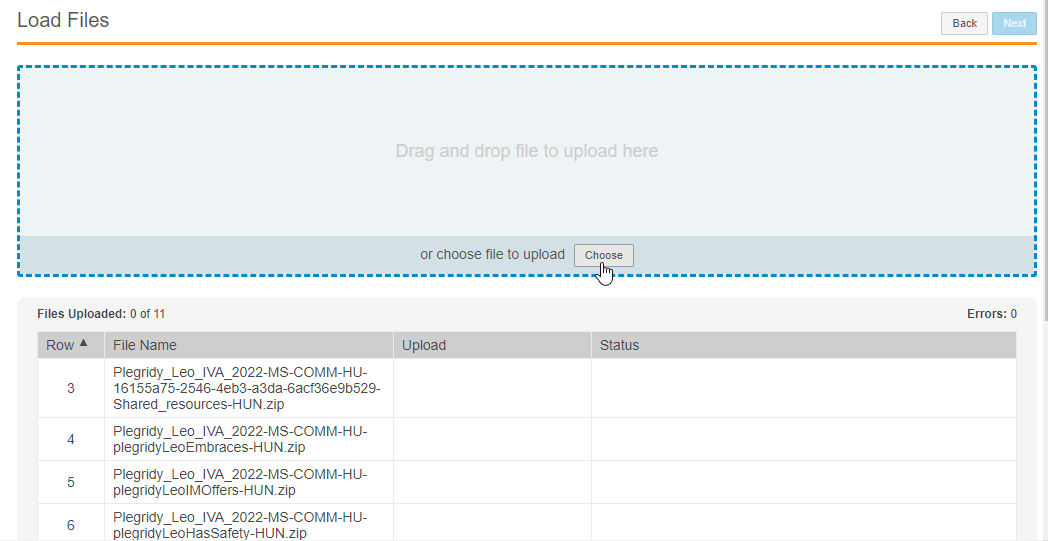 Load Files
Back
Next
Drag and drop file to upload here
or choose file to upload
Choose
Files Uploaded: 0 of 11
Errors: 0
Row ▲ File Name Upload Status
3
Plegridy_Leo_IVA_2022-MS-COMM-HU-
16155a75-2546-4eb3-a3da-6acf36e9b529-
Shared_resources-HUN.zip
4
Plegridy_Leo_IVA_2022-MS-COMM-HU-
plegridyLeoEmbraces-HUN.zip
5
Plegridy_Leo_IVA_2022-MS-COMM-HU-
plegridyLeoIMOffers-HUN.zip
6
Plegridy_Leo_IVA_2022-MS-COMM-HU-
plegridyLeoHasSafety-HUN.zip